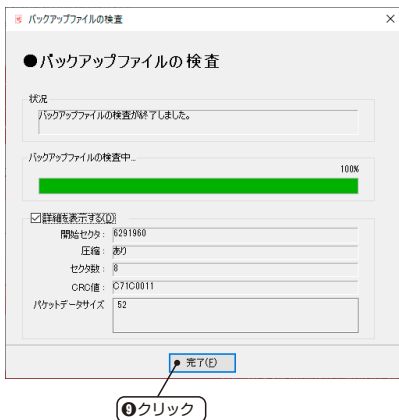 バックアップファイルの検査
●バックアップファイルの検査
状況
バックアップファイルの検査が終了しました。
バックアップファイルの検査中...
100%
詳細を表示する(D)
開始セクタ: 6291960
圧縮: あり
セクタ数: 8
CRC値: C71C0011
パケットデータサイズ 52
完了(F)
❾クリック